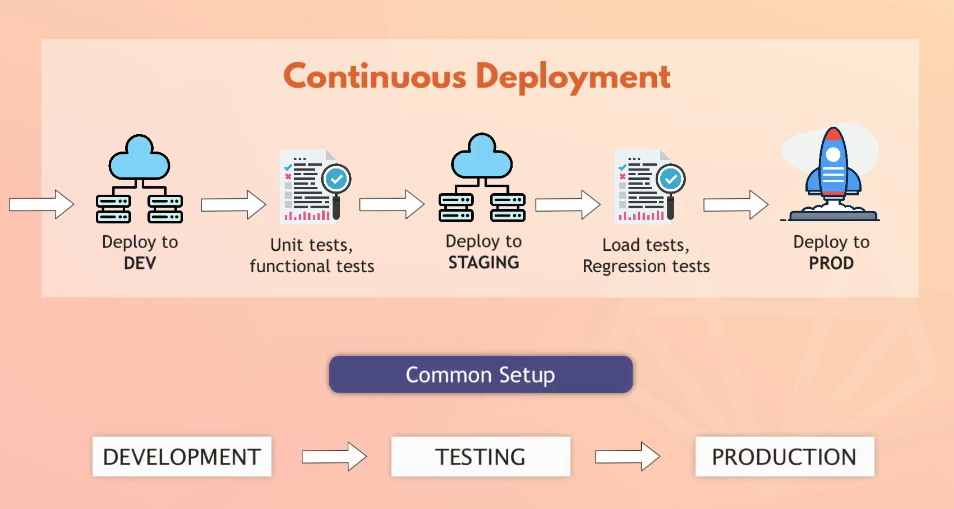 Continuous Deployment
Deploy to
DEV
Unit tests,
functional tests
Deploy to
STAGING
Load tests,
Regression tests
Deploy to
PROD
Common Setup
DEVELOPMENT
TESTING
PRODUCTION